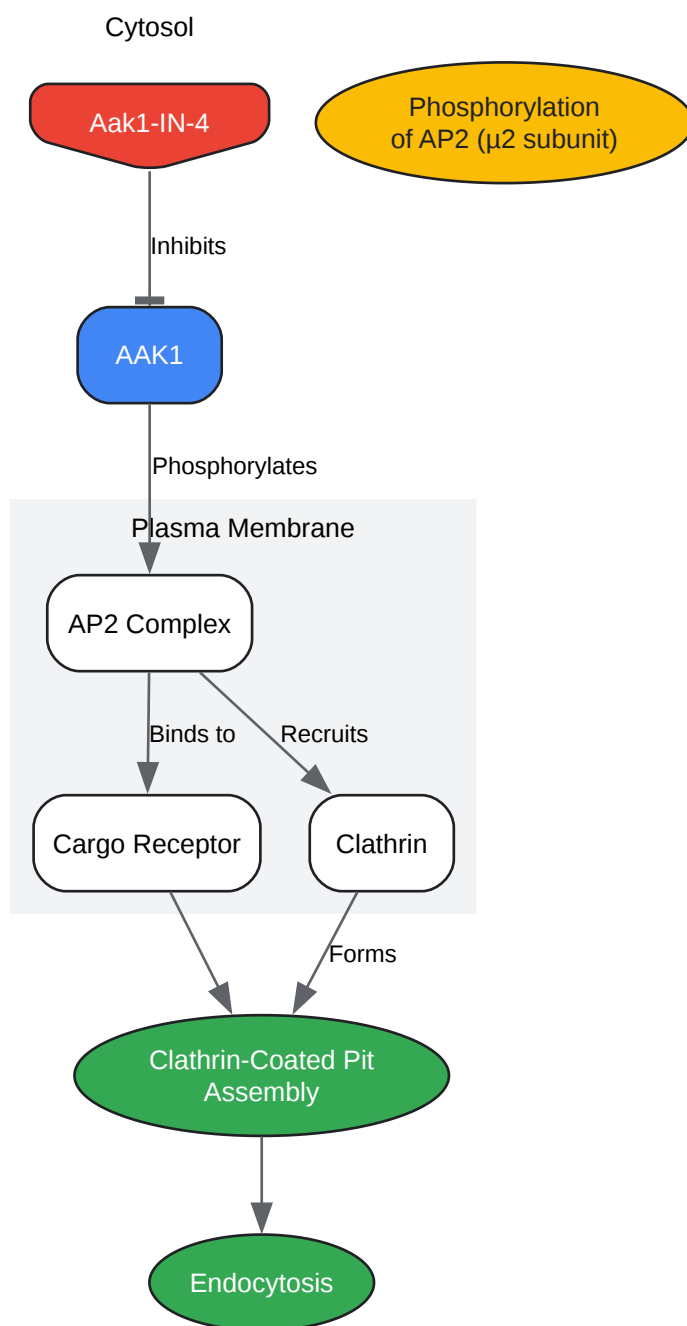 Cytosol
Aak1-IN-4
Phosphorylation
of AP2 (µ2 subunit)
Inhibits
AAK1
Phosphorylates
Plasma Membrane
AP2 Complex
Binds to
Recruits
Cargo Receptor
Clathrin
Forms
Clathrin-Coated Pit
Assembly
Endocytosis